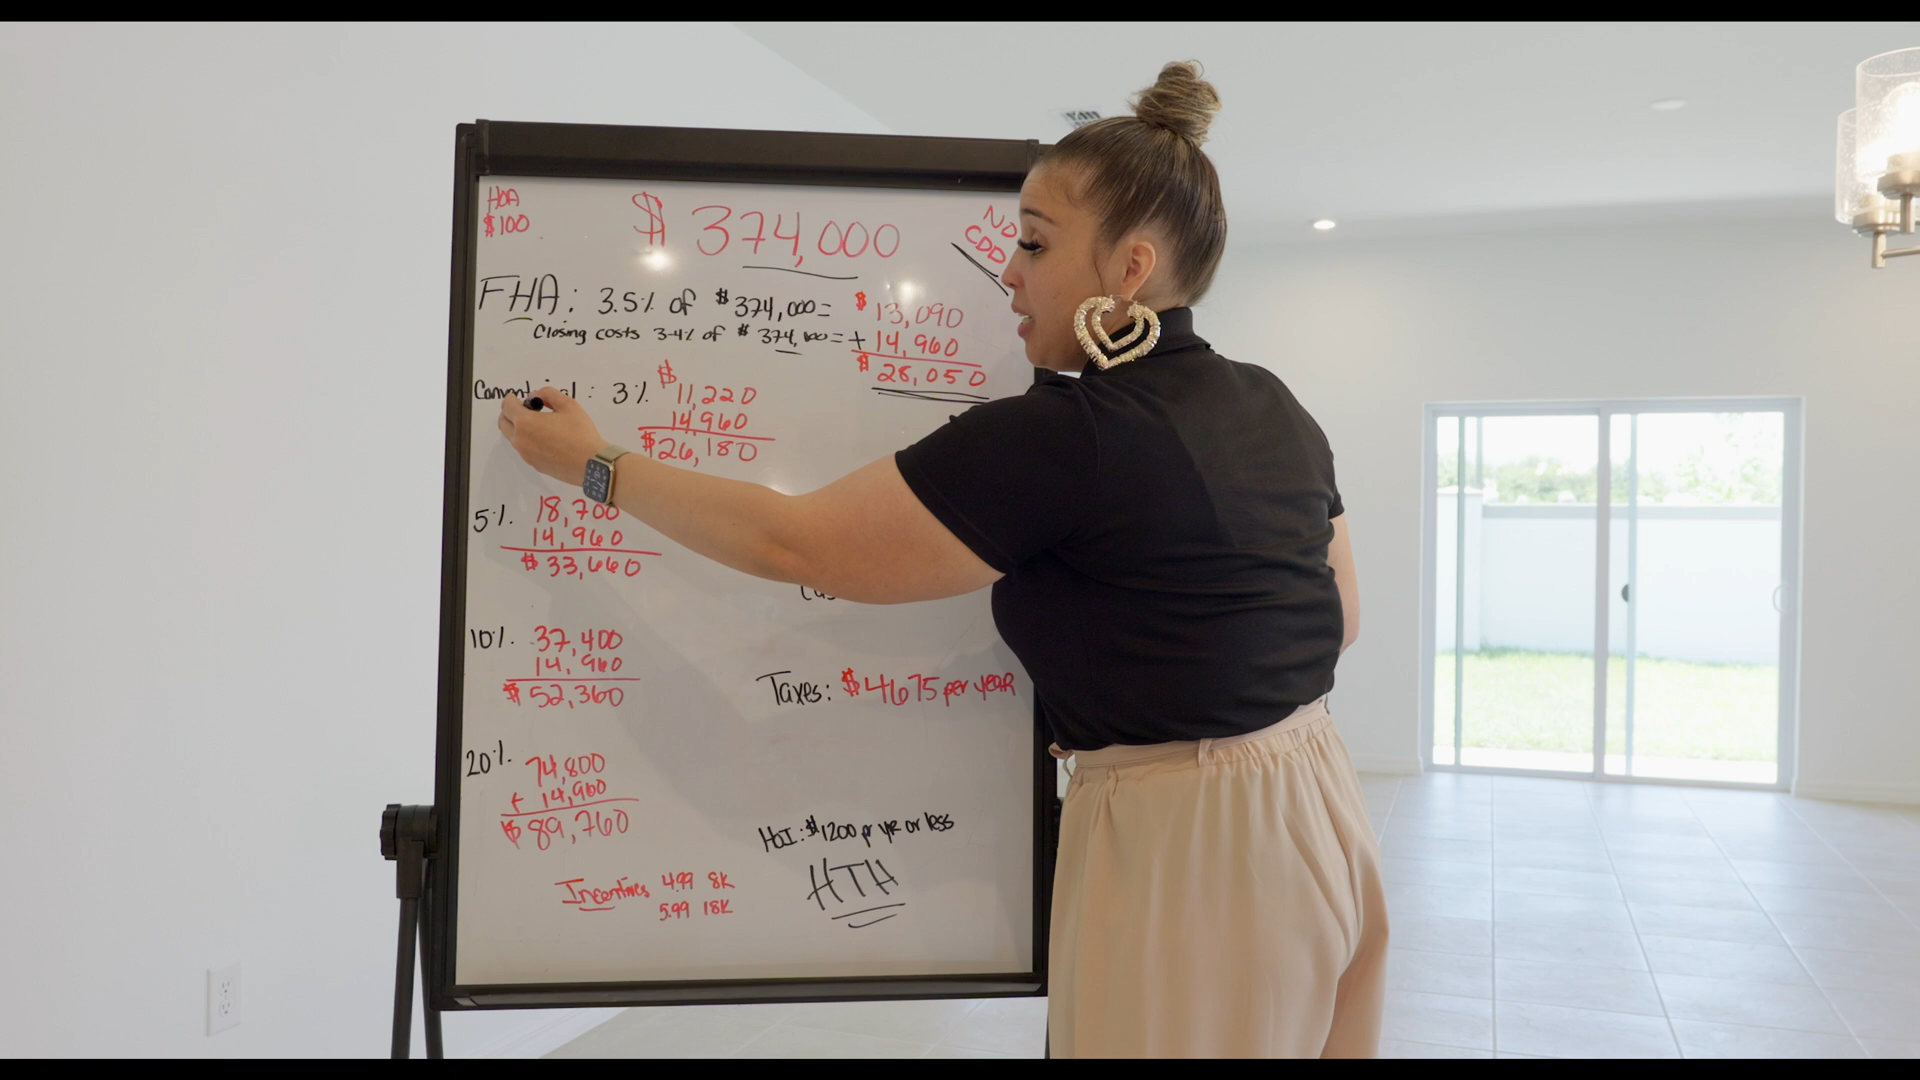 HOA
$100
$ 374,000
NO
CDD
FHA: 3.5% of $374,000= $13,090
Closing costs 3-4% of $374,000= + 14,960
$28,050
: 3% $11,220
14,960
$26,180
5% 18,700
14,960
$33,660
10% 37,400
14,960
$52,360
Taxes: $4675 per year
20% 74,800
+ 14,960
$89,760
HOI: $1200 pr yr or less
HTH
Incentives 4.99 8K
5.99 18K